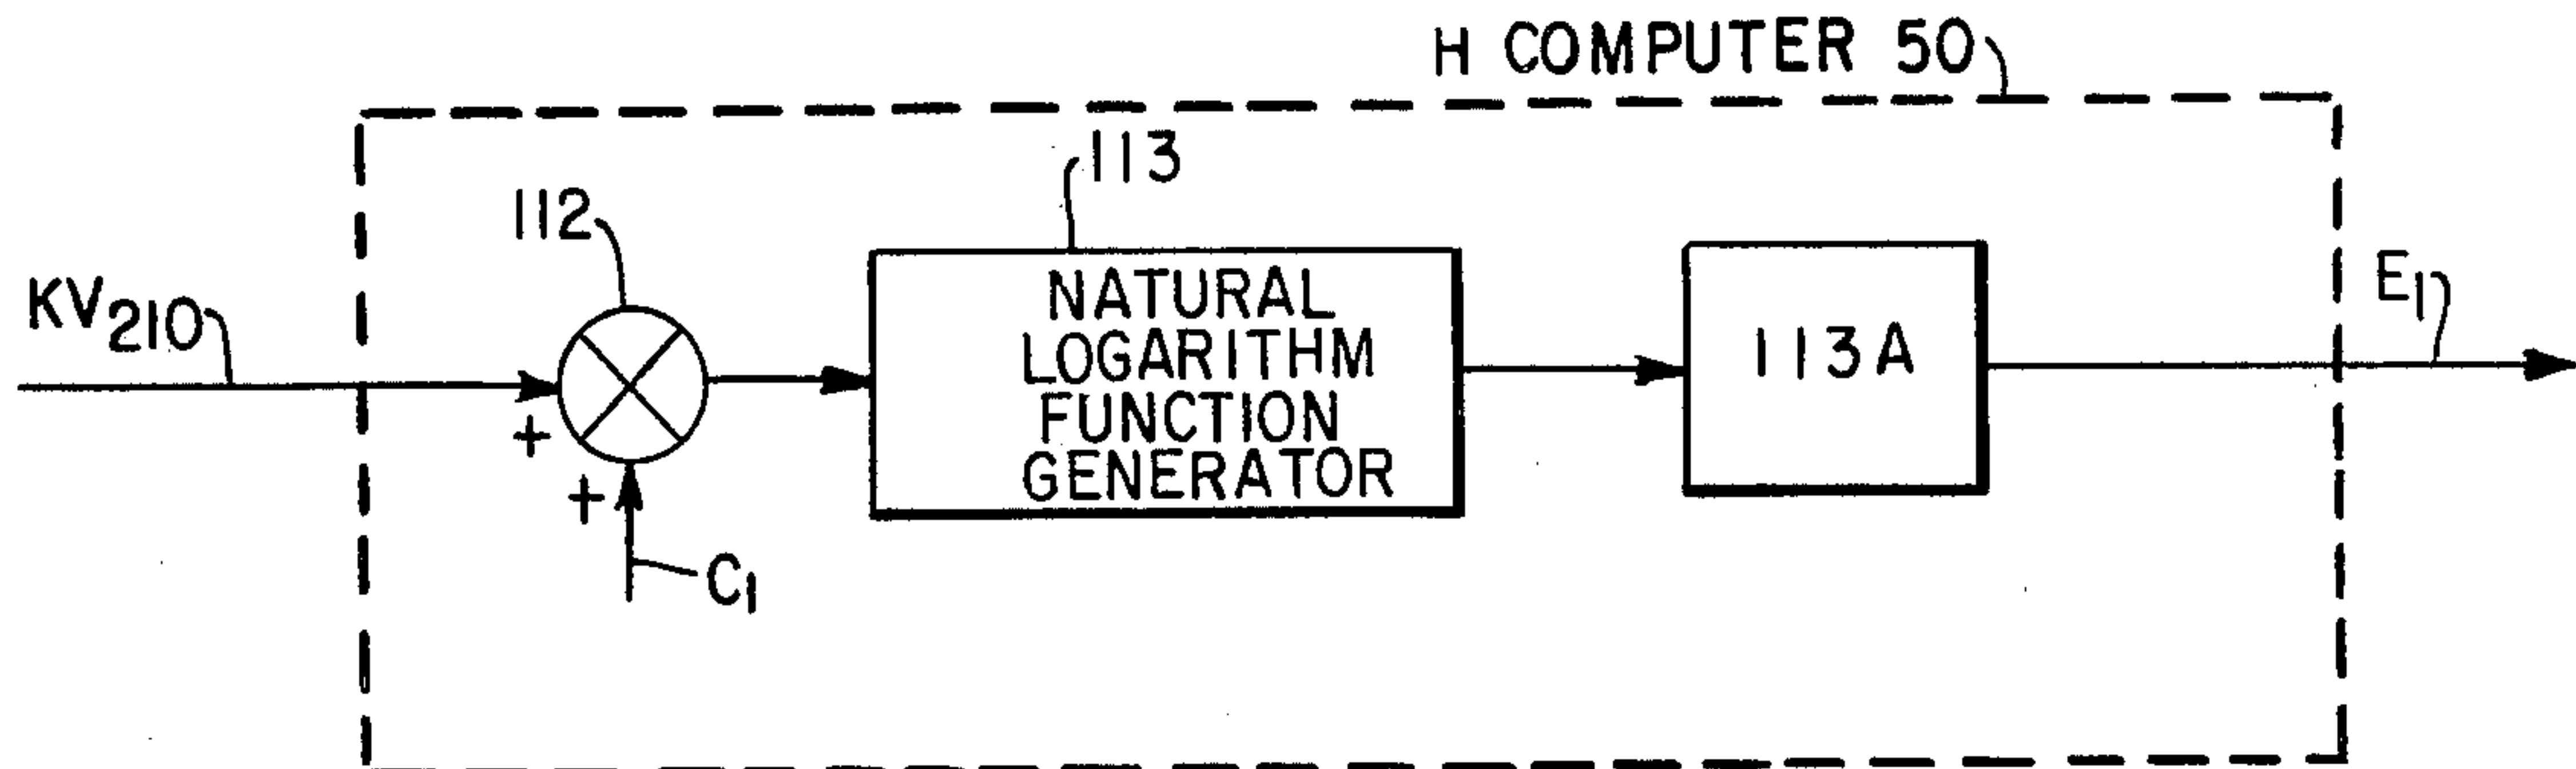 H COMPUTER 50
113
112
KV210
+
+
C1
NATURAL
LOGARITHM
FUNCTION
GENERATOR
113A
E1